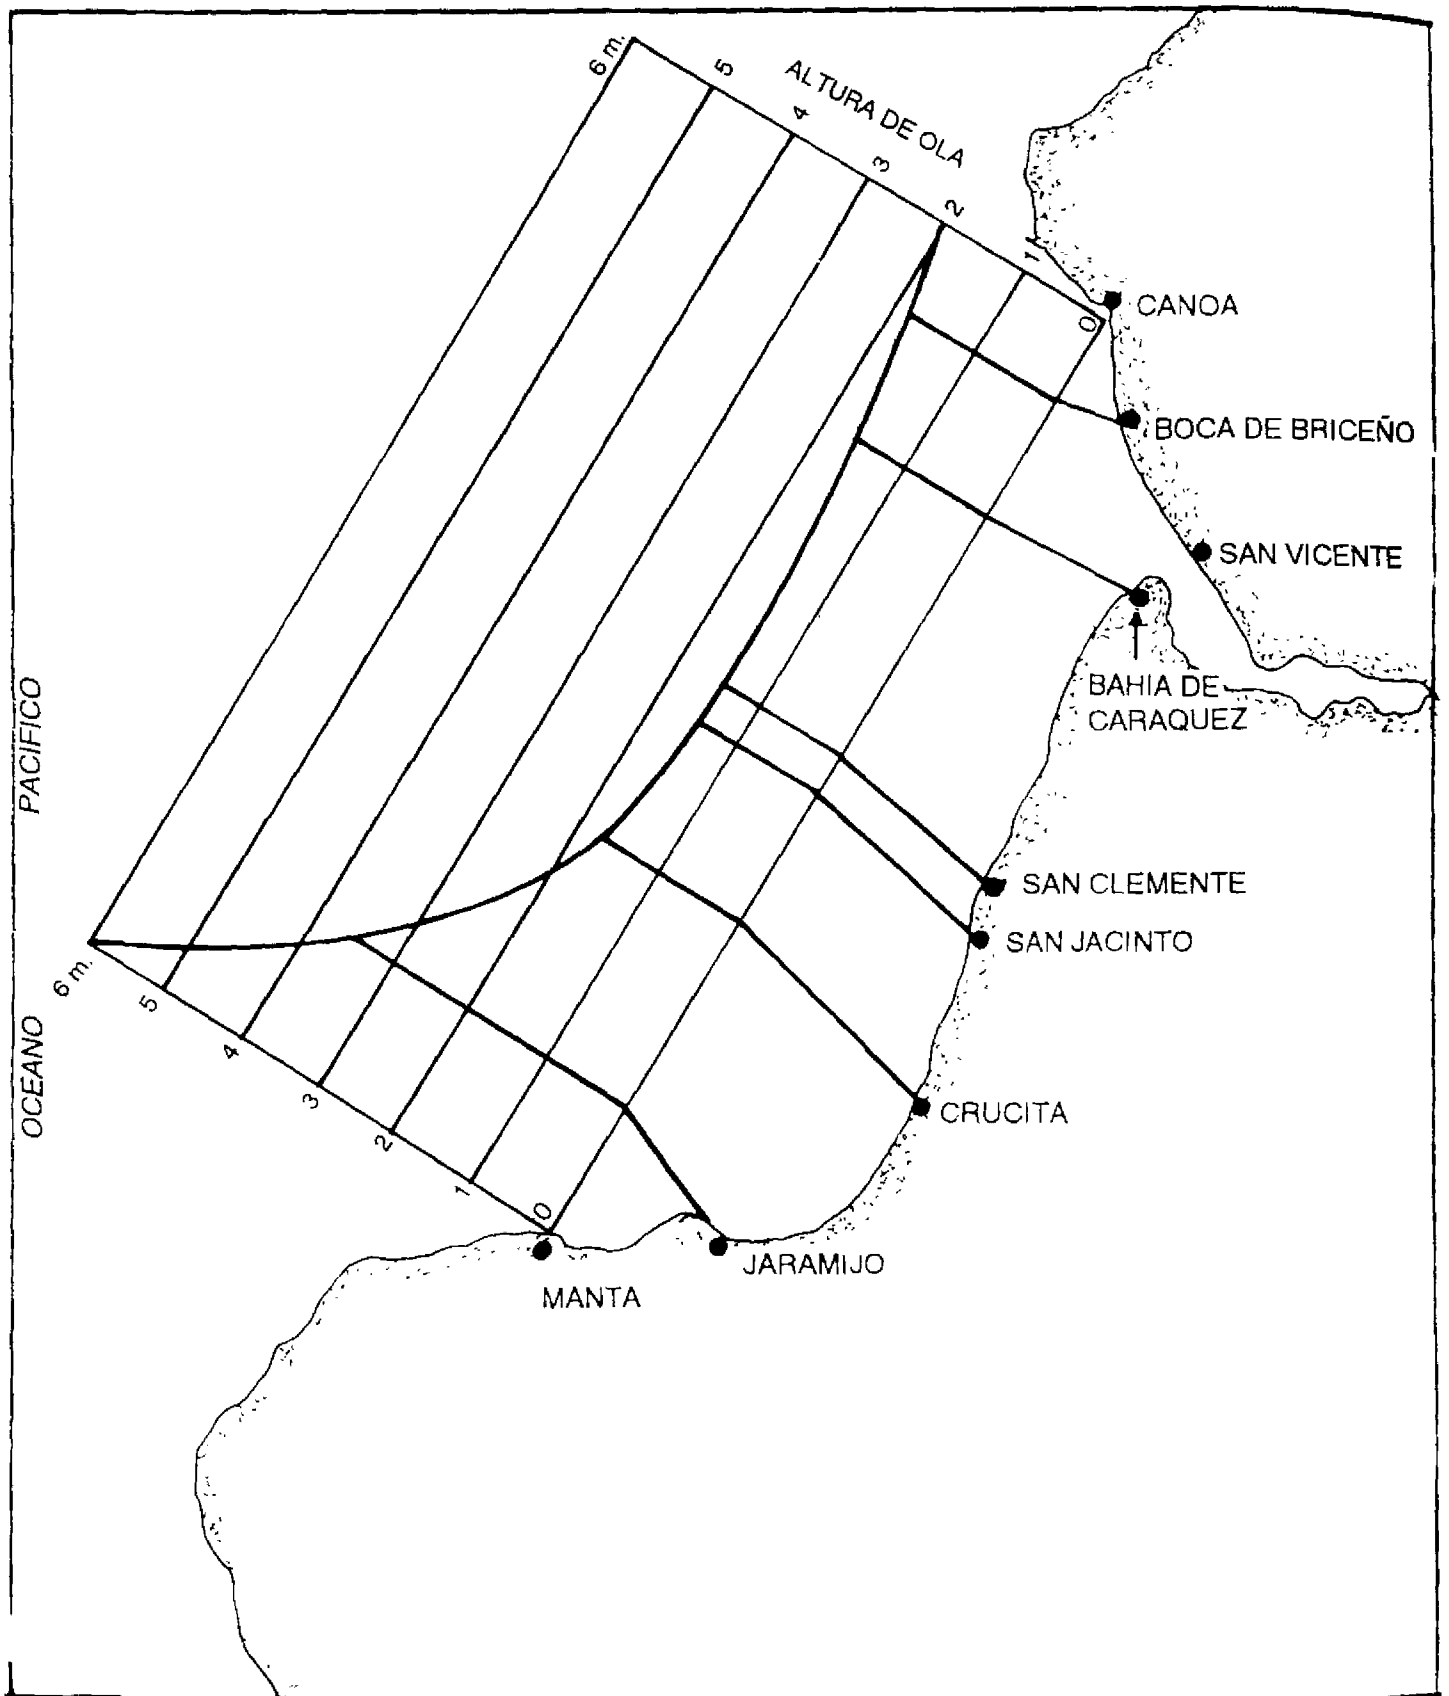 6 m.
5
4
3
2
1
0
ALTURA DE OLA
CANOA
BOCA DE BRICEÑO
SAN VICENTE
BAHIA DE
CARAQUEZ
SAN CLEMENTE
SAN JACINTO
CRUCITA
JARAMIJO
MANTA
6 m.
5
4
3
2
1
0
OCEANO PACIFICO